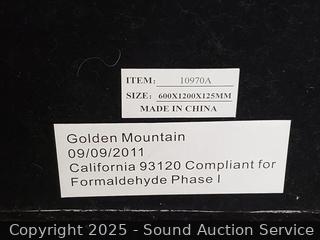 ITEM: 10970A
SIZE: 600X1200X125MM
MADE IN CHINA
Golden Mountain
09/09/2011
California 93120 Compliant for
Formaldehyde Phase I
Copyright 2025 - Sound Auction Service